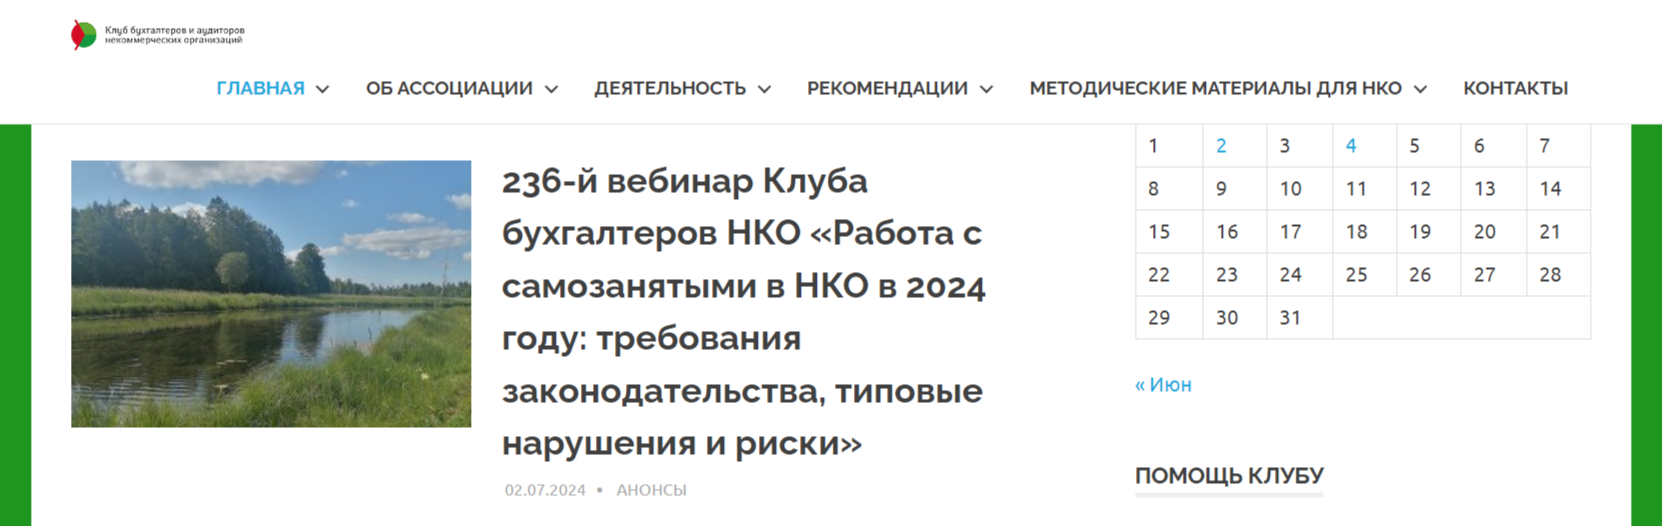 Клуб бухгалтеров и аудиторов
некоммерческих организаций
ГЛАВНАЯ ОБ АССОЦИАЦИИ ДЕЯТЕЛЬНОСТЬ РЕКОМЕНДАЦИИ МЕТОДИЧЕСКИЕ МАТЕРИАЛЫ ДЛЯ НКО КОНТАКТЫ
236-й вебинар Клуба
бухгалтеров НКО «Работа с
самозанятыми в НКО в 2024
году: требования
законодательства, типовые
нарушения и риски»
02.07.2024 • АНОНСЫ
1 2 3 4 5 6 7
8 9 10 11 12 13 14
15 16 17 18 19 20 21
22 23 24 25 26 27 28
29 30 31
« Июн
ПОМОЩЬ КЛУБУ